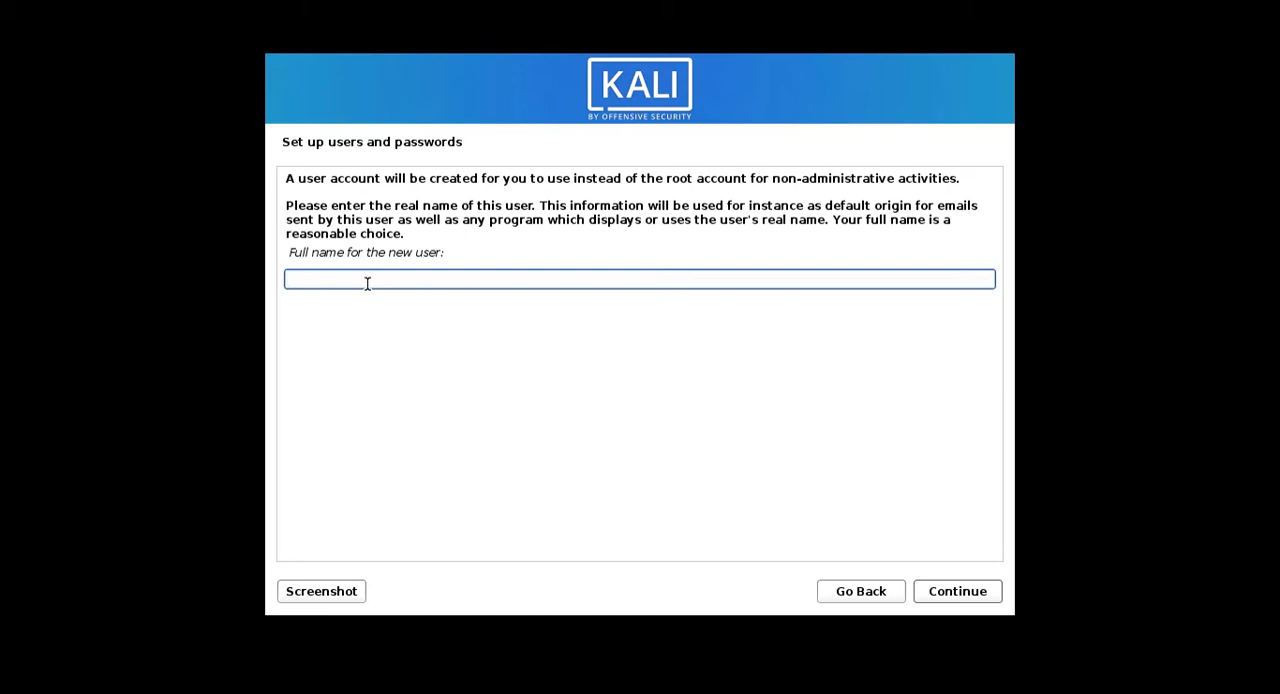 KALI
BY OFFENSIVE SECURITY
Set up users and passwords
A user account will be created for you to use instead of the root account for non-administrative activities.
Please enter the real name of this user. This information will be used for instance as default origin for emails
sent by this user as well as any program which displays or uses the user's real name. Your full name is a
reasonable choice.
Full name for the new user:
Screenshot
Go Back
Continue